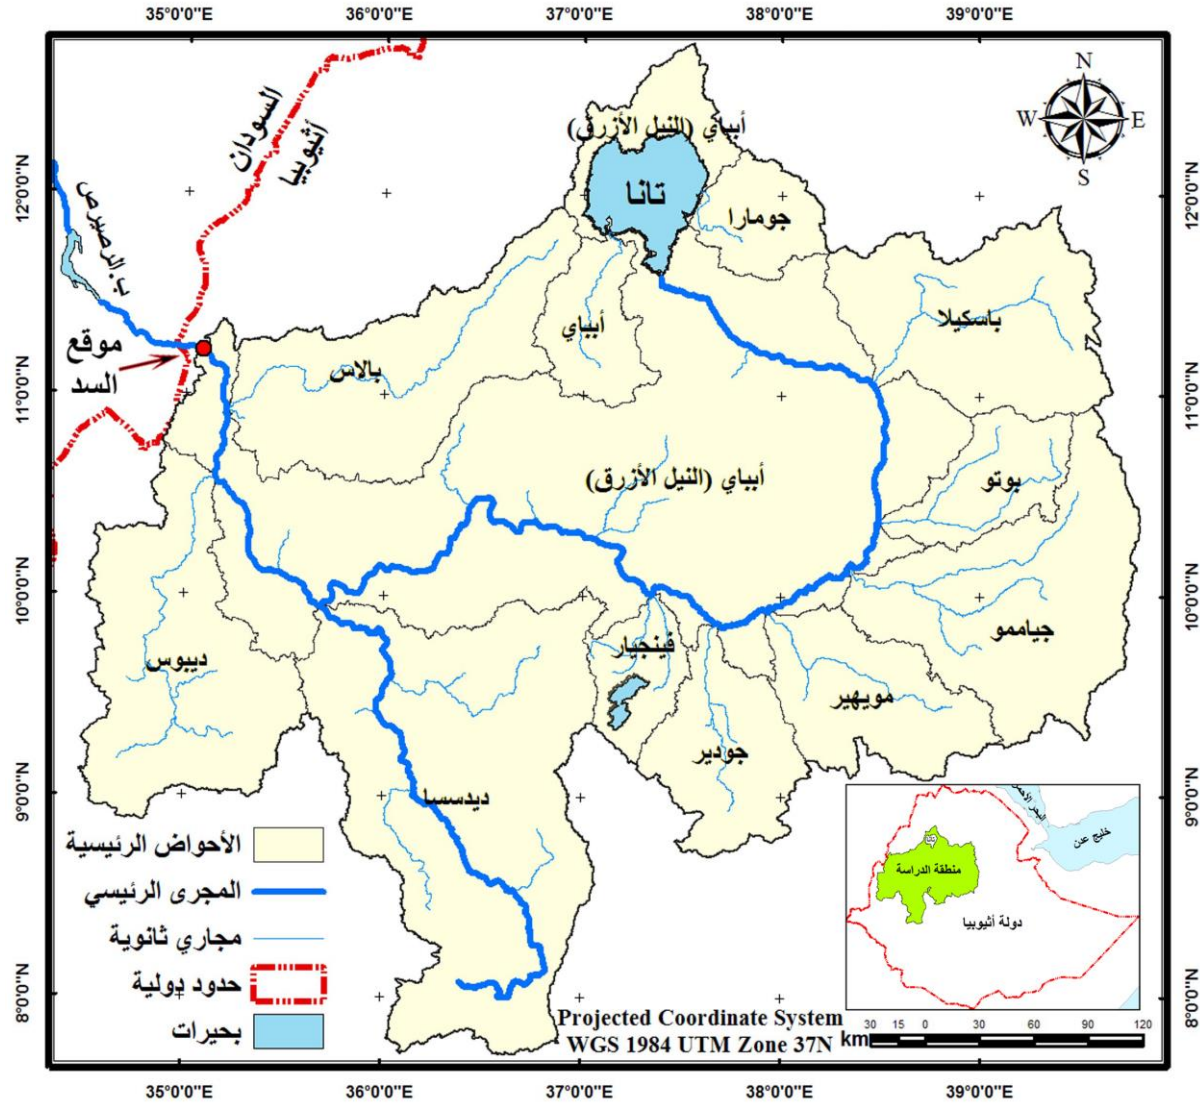 35°0'0"E
36°0'0"E
37°0'0"E
38°0'0"E
39°0'0"E
N
W
E
S
السودان
أثيوبيا
أبباي (النيل الأزرق)
تانا
جومارا
12°0'0"N
12°0'0"N
ب الرصيرص
باسكيلا
أبباي
موقع
السد
بالاس
11°0'0"N
11°0'0"N
أبباي (النيل الأزرق)
بوتو
10°0'0"N
10°0'0"N
جياممو
فينجيار
ديبوس
مويهير
جودير
ديدسسا
9°0'0"N
9°0'0"N
الأحواض الرئيسية
المجرى الرئيسي
مجاري ثانوية
حدود دولية
بحيرات
8°0'0"N
8°0'0"N
خليج عدن
تانا
منطقة الدراسة
دولة أثيوبيا
Projected Coordinate System
WGS 1984 UTM Zone 37N
km
30 15 0 30 60 90 120
35°0'0"E
36°0'0"E
37°0'0"E
38°0'0"E
39°0'0"E